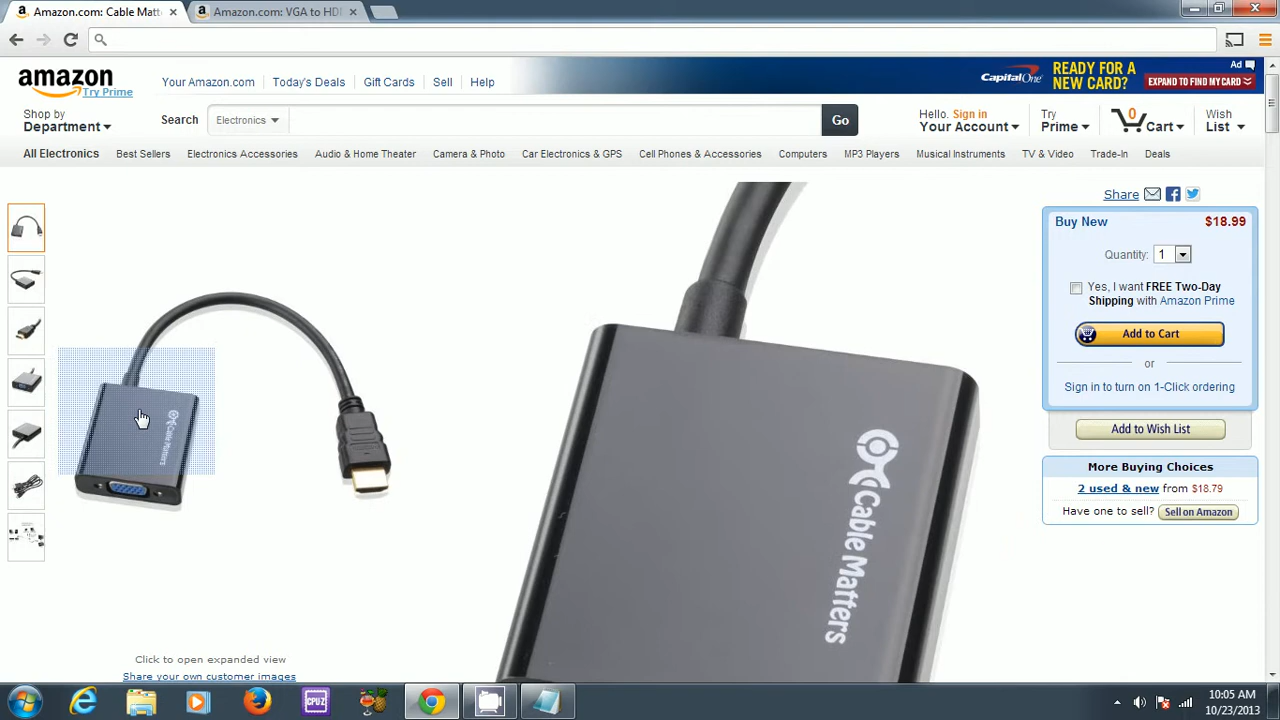 Amazon.com: Cable Matt
Amazon.com: VGA to HDI
amazon
Try Prime
Your Amazon.com
Today's Deals
Gift Cards
Sell
Help
CapitalOne
READY FOR A
NEW CARD?
Ad
EXPAND TO FIND MY CARD
Shop by
Department
Search
Electronics
Go
Hello. Sign in
Your Account
Try
Prime
0
Cart
Wish
List
All Electronics
Best Sellers
Electronics Accessories
Audio & Home Theater
Camera & Photo
Car Electronics & GPS
Cell Phones & Accessories
Computers
MP3 Players
Musical Instruments
TV & Video
Trade-In
Deals
Share
Buy New
$18.99
Quantity:
1
Yes, I want FREE Two-Day
Shipping with Amazon Prime
Add to Cart
or
Sign in to turn on 1-Click ordering
Add to Wish List
More Buying Choices
2 used & new from $18.79
Have one to sell?
Sell on Amazon
Cable Matters
Cable Matters
Click to open expanded view
Share your own customer images
CPU Z
10:05 AM
10/23/2013